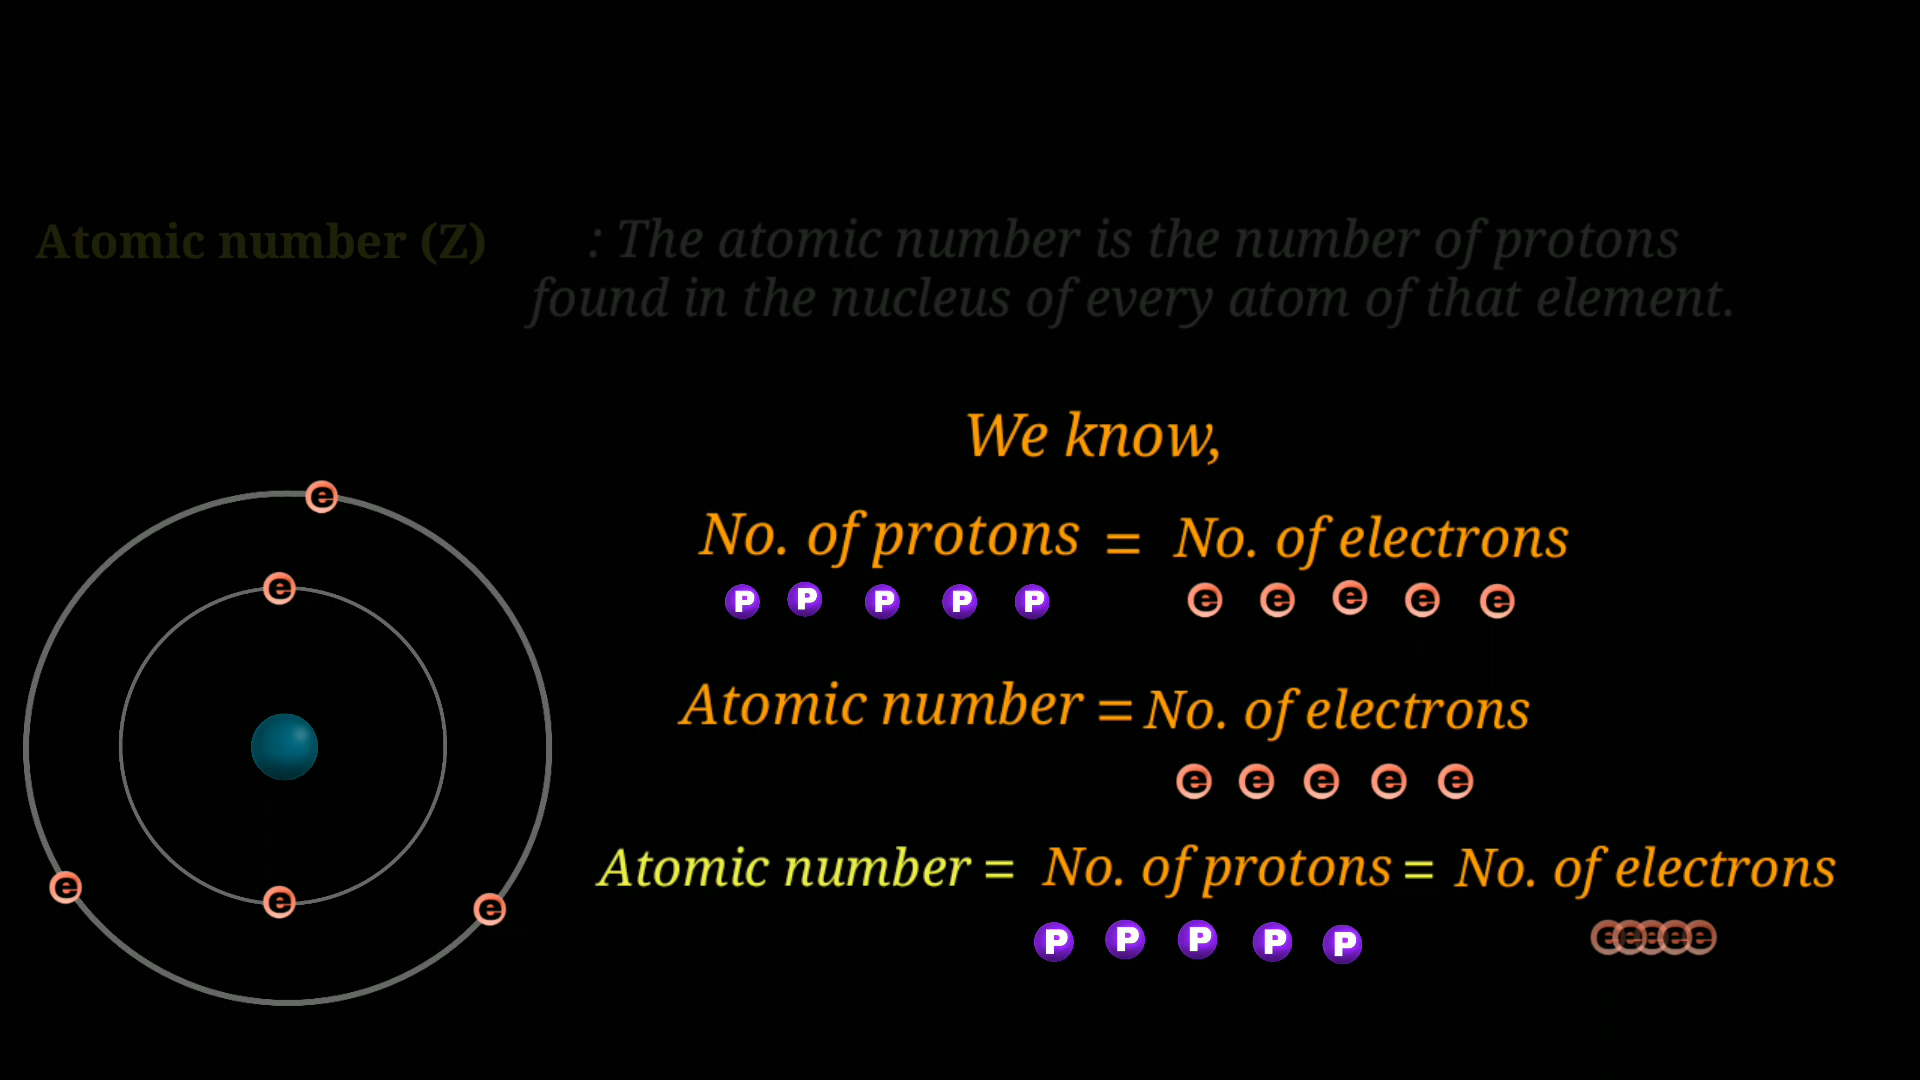 Atomic number (Z) : The atomic number is the number of protons
found in the nucleus of every atom of that element.
We know,
No. of protons = No. of electrons
P P P P P e e e e e
Atomic number = No. of electrons
e e e e e
Atomic number = No. of protons = No. of electrons
P P P P P e e e e e
e
e
e
e
e